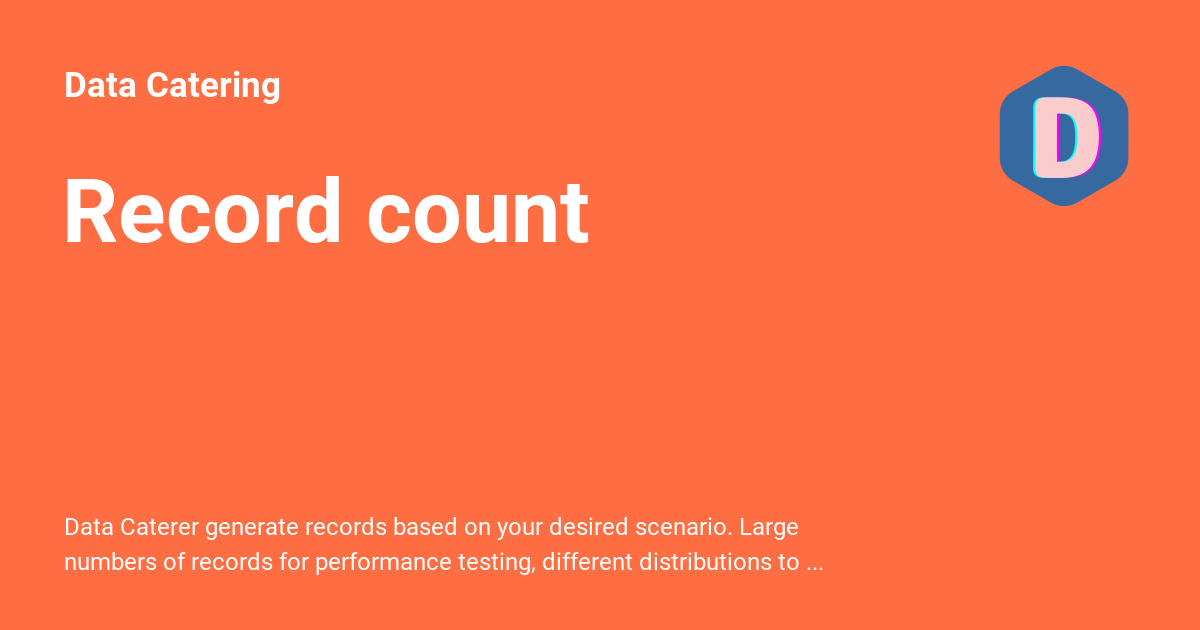 Data Catering
D
Record count
Data Caterer generate records based on your desired scenario. Large
numbers of records for performance testing, different distributions to ...